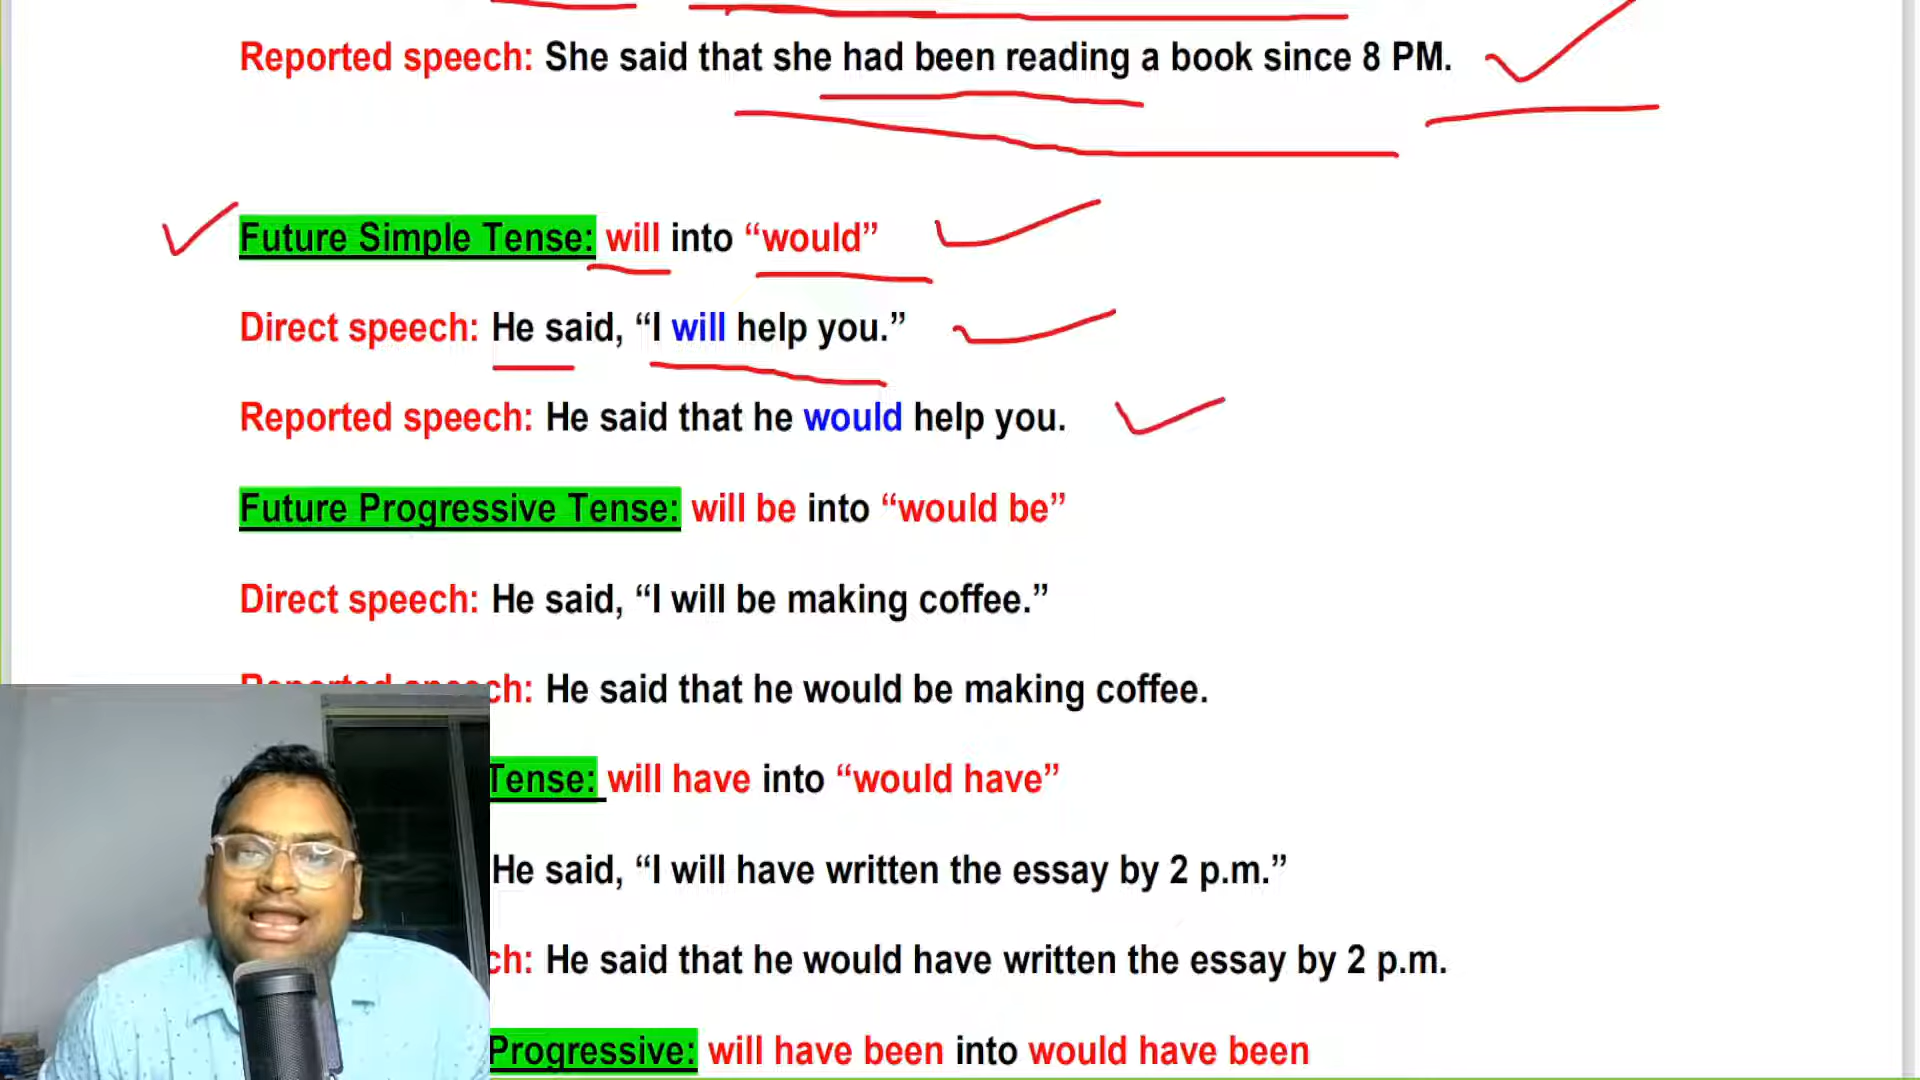 Reported speech: She said that she had been reading a book since 8 PM.
Future Simple Tense: will into “would”
Direct speech: He said, “I will help you.”
Reported speech: He said that he would help you.
Future Progressive Tense: will be into “would be”
Direct speech: He said, “I will be making coffee.”
ch: He said that he would be making coffee.
Tense: will have into “would have”
He said, “I will have written the essay by 2 p.m.”
ch: He said that he would have written the essay by 2 p.m.
Progressive: will have been into would have been